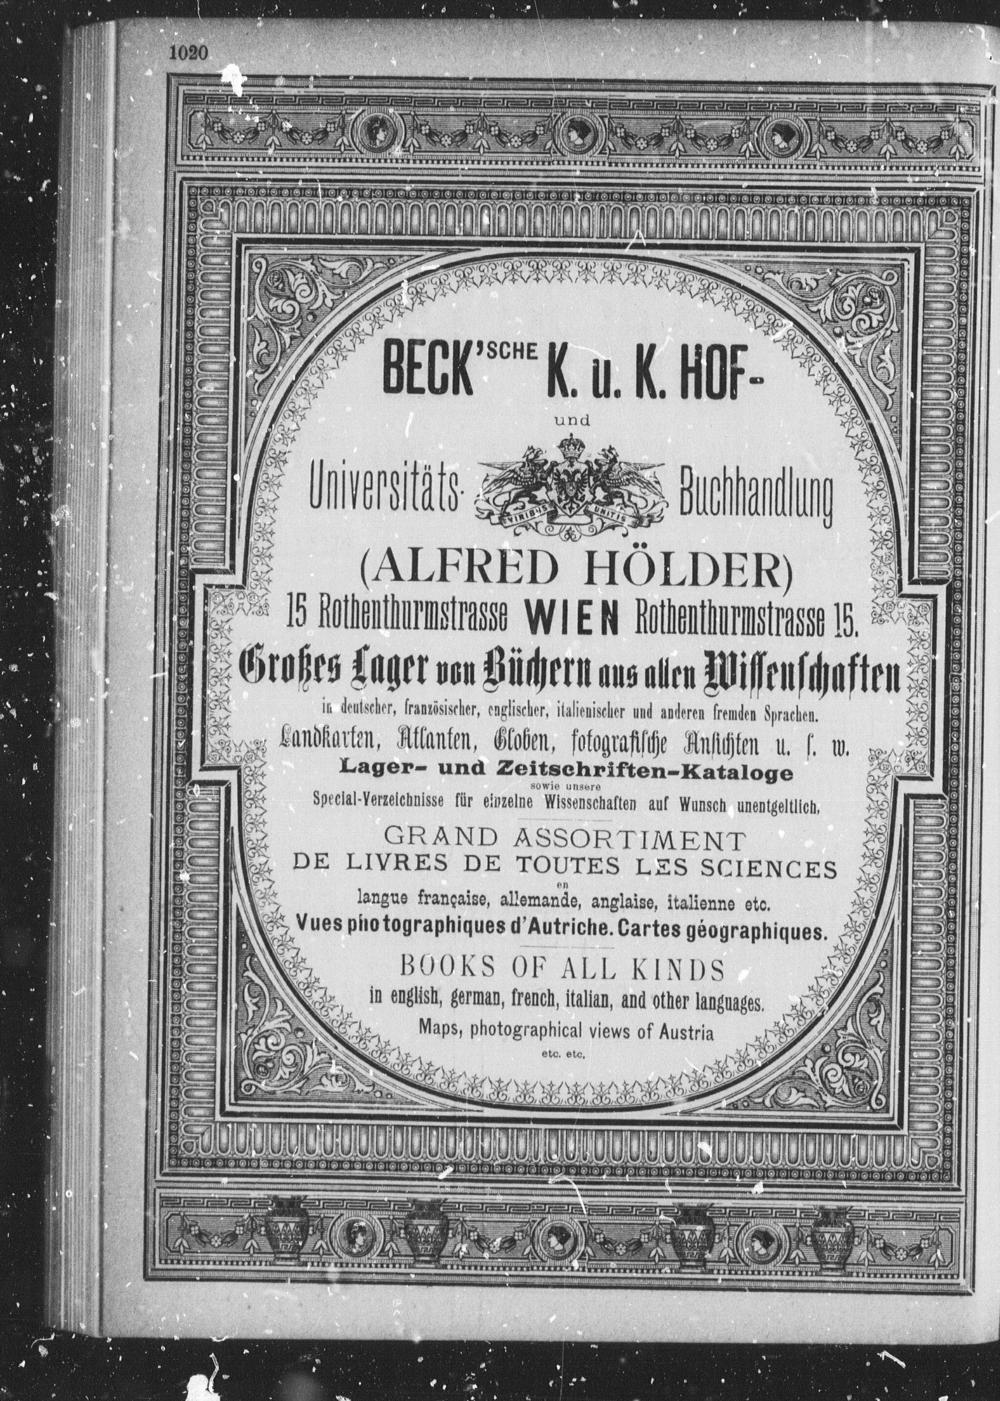 1020
BECK'SCHE K. u. K. HOF-
und
Universitäts- Buchhandlung
VIRIBUS UNITIS
(ALFRED HÖLDER)
15 Rothenthurmstrasse WIEN Rothenthurmstrasse 15.
Großes Lager von Büchern aus allen Wissenschaften
in deutscher, französischer, englischer, italienischer und anderen fremden Sprachen.
Landkarten, Atlanten, Globen, fotografische Ansichten u. s. w.
Lager- und Zeitschriften-Kataloge
sowie unsere
Special-Verzeichnisse für einzelne Wissenschaften auf Wunsch unentgeltlich.
GRAND ASSORTIMENT
DE LIVRES DE TOUTES LES SCIENCES
en
langue française, allemande, anglaise, italienne etc.
Vues photographiques d'Autriche. Cartes géographiques.
BOOKS OF ALL KINDS
in english, german, french, italian, and other languages.
Maps, photographical views of Austria
etc. etc.